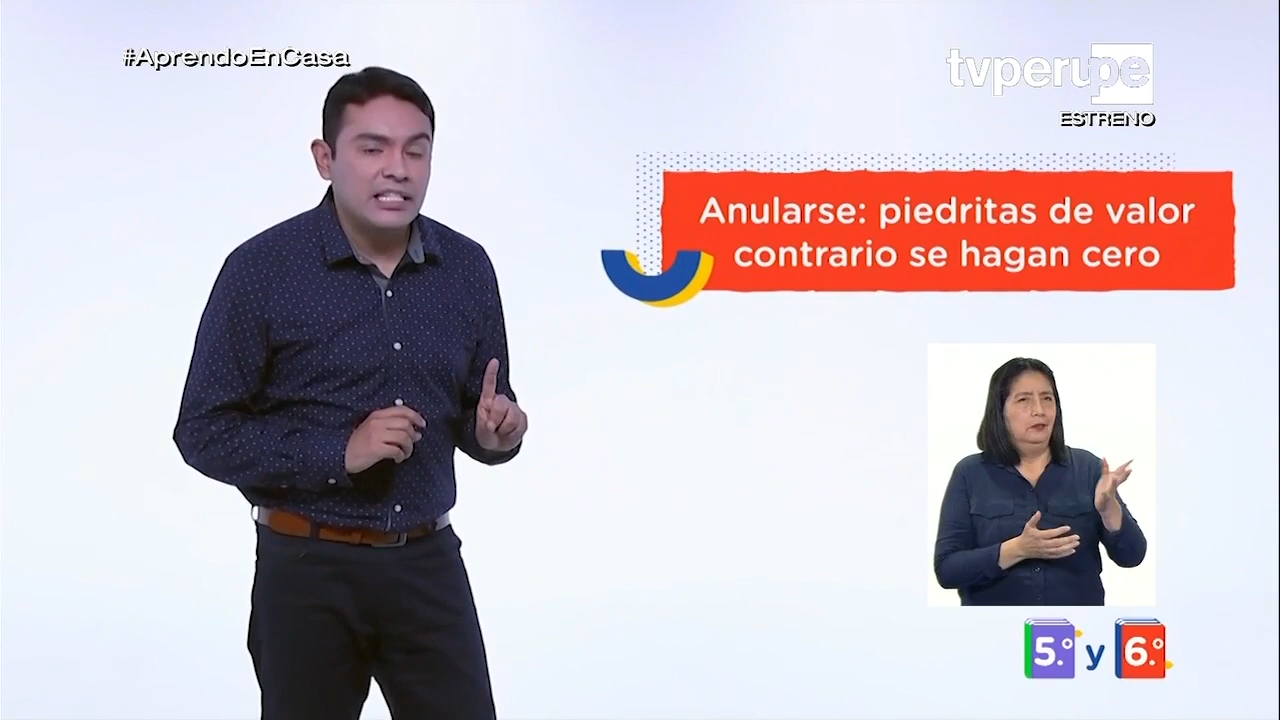 #AprendoEnCasa
tvperupe
ESTRENO
Anularse: piedritas de valor
contrario se hagan cero
5.° y 6.°